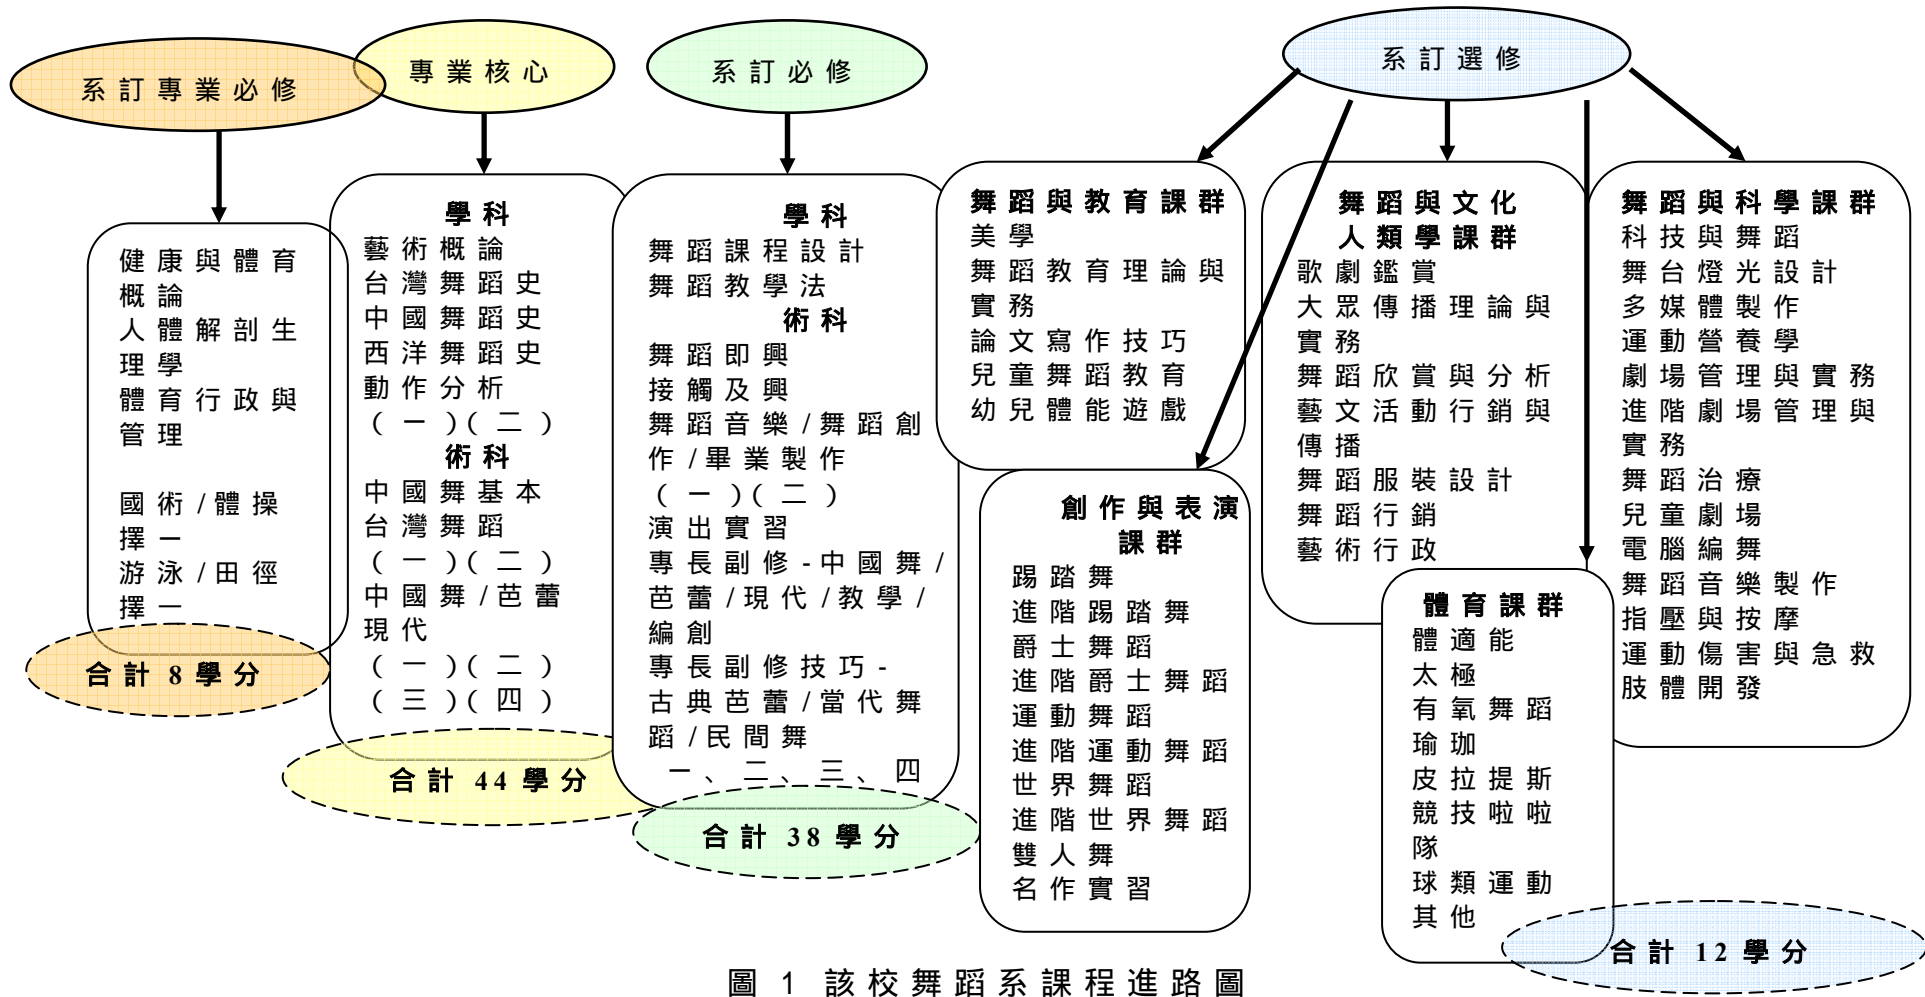 系訂專業必修
專業核心
系訂必修
系訂選修
健康與體育
概論
人體解剖生
理學
體育行政與
管理
國術/體操
擇一
游泳/田徑
擇一
合計 8 學分
學科
藝術概論
台灣舞蹈史
中國舞蹈史
西洋舞蹈史
動作分析
(一)(二)
術科
中國舞基本
台灣舞蹈
(一)(二)
中國舞/芭蕾
現代
(一)(二)
(三)(四)
合計 44 學分
學科
舞蹈課程設計
舞蹈教學法
術科
舞蹈即興
接觸及興
舞蹈音樂/舞蹈創
作/畢業製作
(一)(二)
演出實習
專長副修-中國舞/
芭蕾/現代/教學/
編創
專長副修技巧-
古典芭蕾/當代舞
蹈/民間舞
一、二、三、四
合計 38 學分
舞蹈與教育課群
美學
舞蹈教育理論與
實務
論文寫作技巧
兒童舞蹈教育
幼兒體能遊戲
創作與表演
課群
踢踏舞
進階踢踏舞
爵士舞蹈
進階爵士舞蹈
運動舞蹈
進階運動舞蹈
世界舞蹈
進階世界舞蹈
雙人舞
名作實習
舞蹈與文化
人類學課群
歌劇鑑賞
大眾傳播理論與
實務
舞蹈欣賞與分析
藝文活動行銷與
傳播
舞蹈服裝設計
舞蹈行銷
藝術行政
體育課群
體適能
太極
有氧舞蹈
瑜珈
皮拉提斯
競技啦啦
隊
球類運動
其他
舞蹈與科學課群
科技與舞蹈
舞台燈光設計
多媒體製作
運動營養學
劇場管理與實務
進階劇場管理與
實務
舞蹈治療
兒童劇場
電腦編舞
舞蹈音樂製作
指壓與按摩
運動傷害與急救
肢體開發
合計 12 學分
圖 1 該校舞蹈系課程進路圖